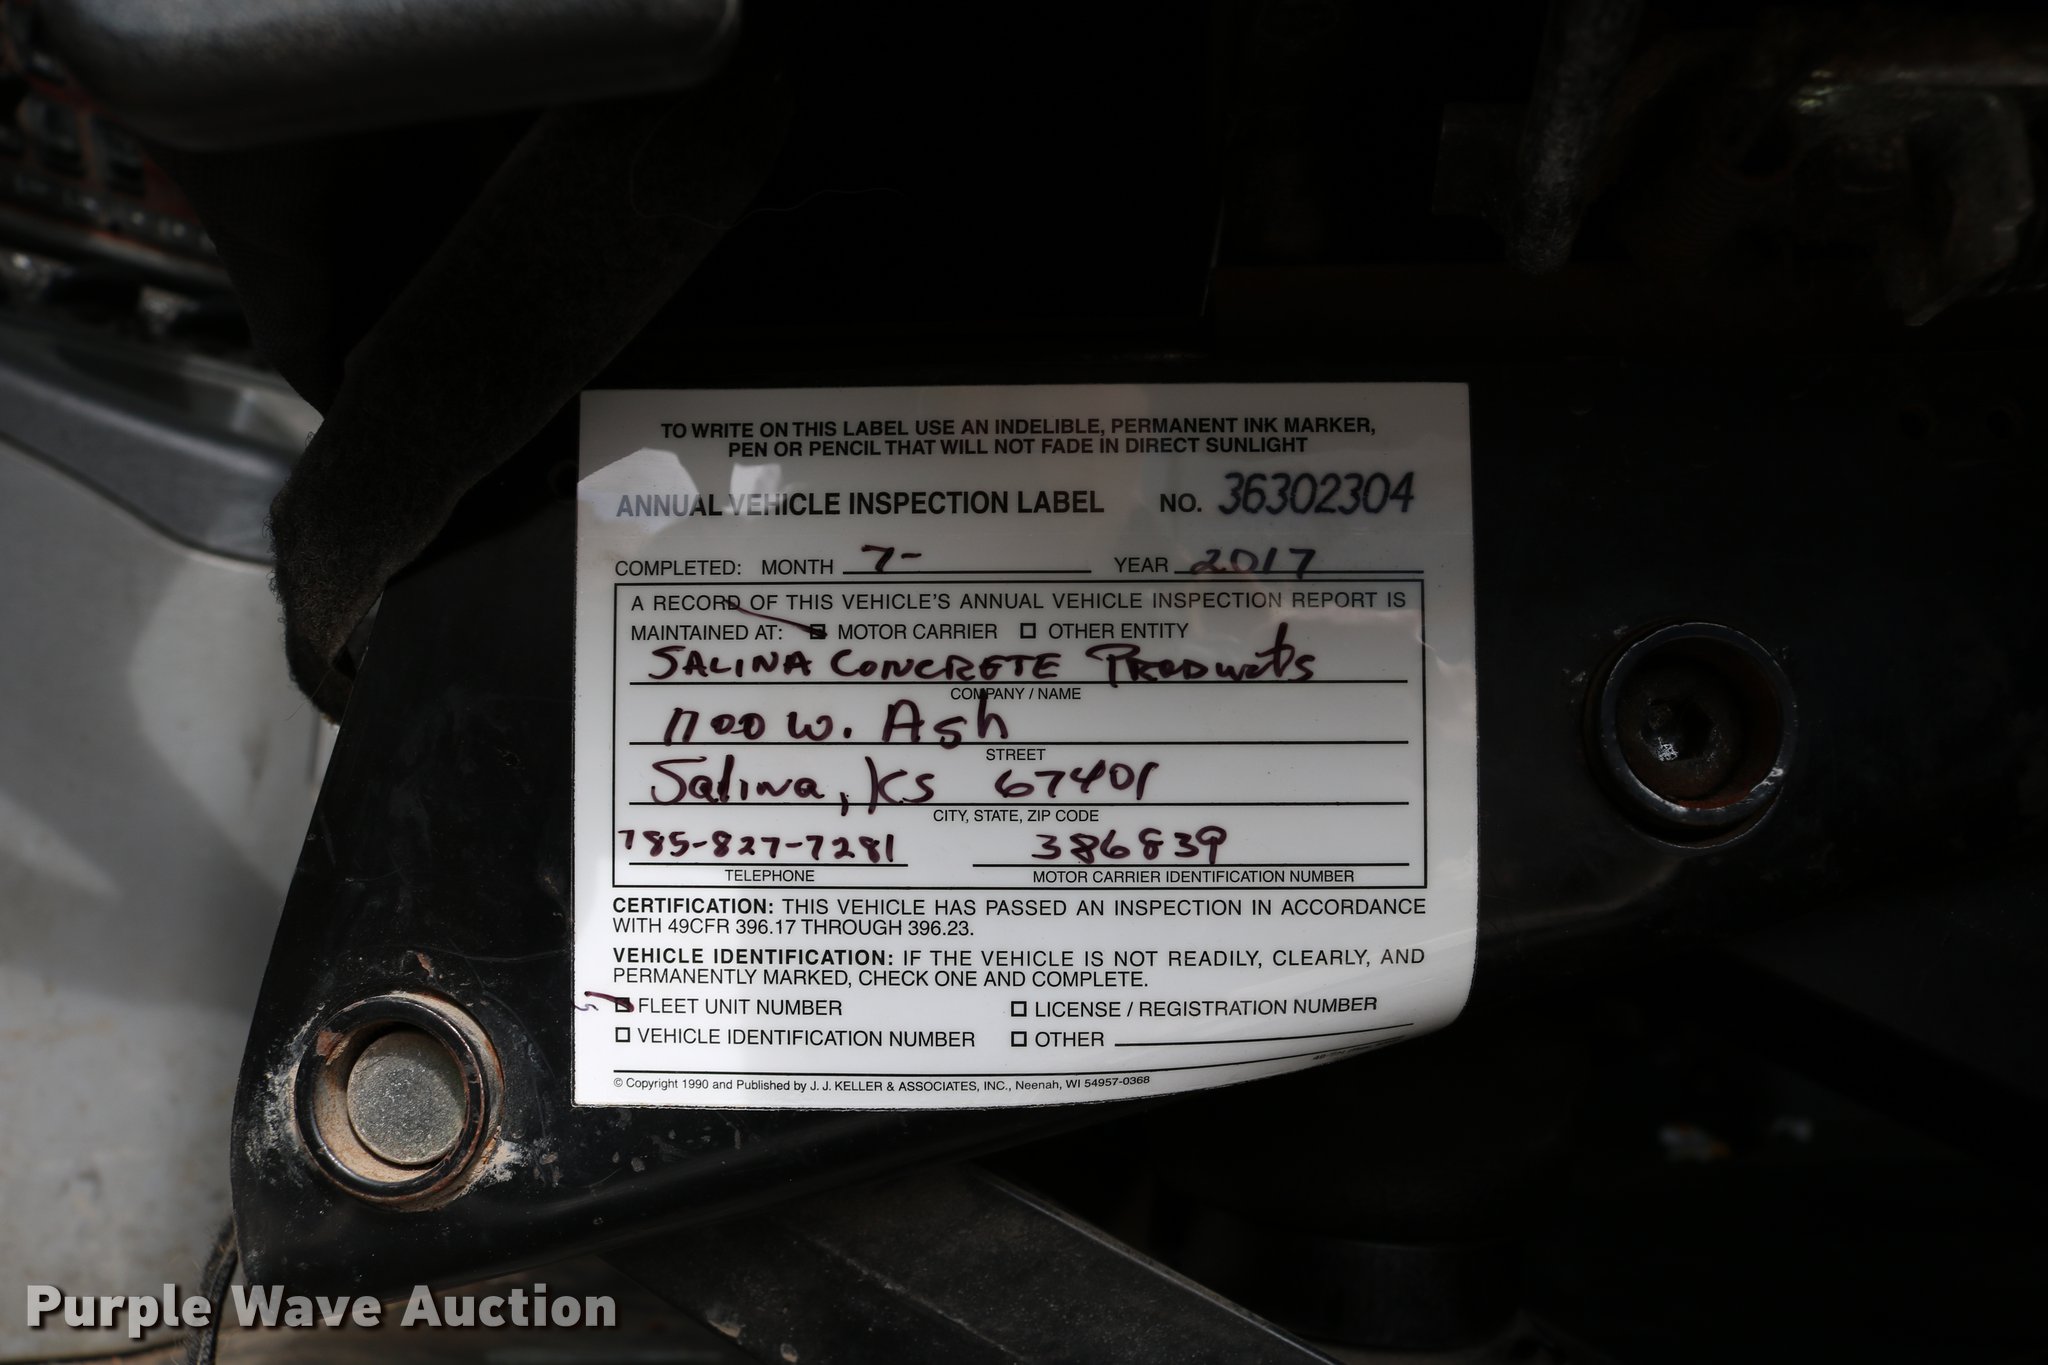 TO WRITE ON THIS LABEL USE AN INDELIBLE, PERMANENT INK MARKER,
PEN OR PENCIL THAT WILL NOT FADE IN DIRECT SUNLIGHT
ANNUAL VEHICLE INSPECTION LABEL NO. 36302304
COMPLETED: MONTH 7- YEAR 2017
A RECORD OF THIS VEHICLE'S ANNUAL VEHICLE INSPECTION REPORT IS
MAINTAINED AT: MOTOR CARRIER OTHER ENTITY
SALINA CONCRETE PRODUCTS
COMPANY / NAME
1700 W. Ash
STREET
Salina, KS 67401
CITY, STATE, ZIP CODE
785-827-7281 386839
TELEPHONE MOTOR CARRIER IDENTIFICATION NUMBER
CERTIFICATION: THIS VEHICLE HAS PASSED AN INSPECTION IN ACCORDANCE
WITH 49CFR 396.17 THROUGH 396.23.
VEHICLE IDENTIFICATION: IF THE VEHICLE IS NOT READILY, CLEARLY, AND
PERMANENTLY MARKED, CHECK ONE AND COMPLETE.
FLEET UNIT NUMBER LICENSE / REGISTRATION NUMBER
VEHICLE IDENTIFICATION NUMBER OTHER
© Copyright 1990 and Published by J. J. KELLER & ASSOCIATES, INC., Neenah, WI 54957-0368
Purple Wave Auction